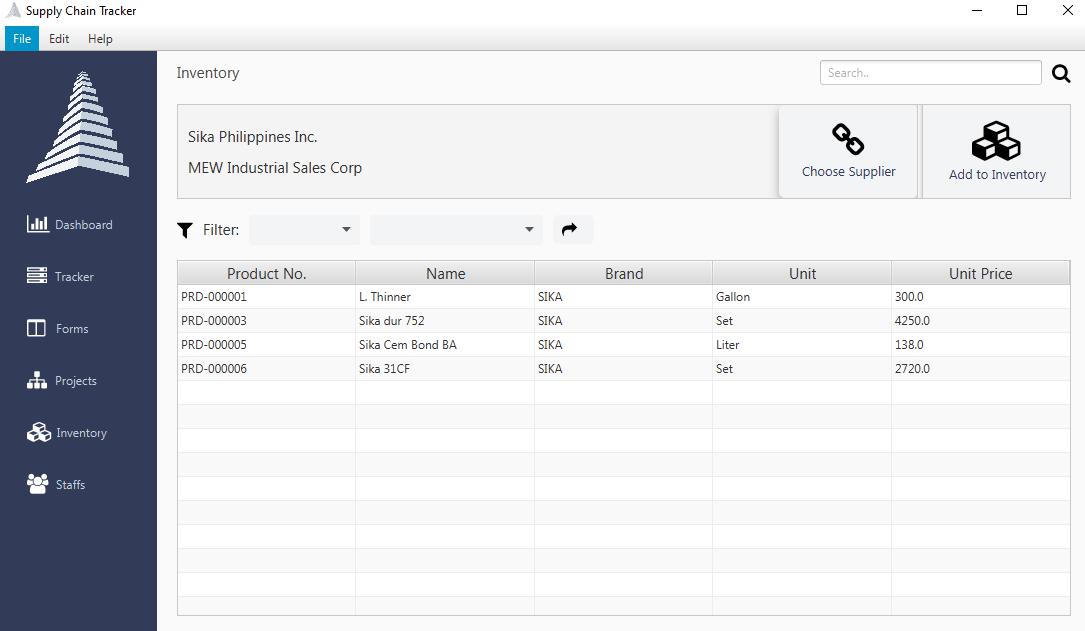 Supply Chain Tracker
File Edit Help
Inventory
Search..
Sika Philippines Inc.
MEW Industrial Sales Corp
Choose Supplier
Add to Inventory
Dashboard
Tracker
Forms
Projects
Inventory
Staffs
Filter:
Product No. Name Brand Unit Unit Price
PRD-000001 L. Thinner SIKA Gallon 300.0
PRD-000003 Sika dur 752 SIKA Set 4250.0
PRD-000005 Sika Cem Bond BA SIKA Liter 138.0
PRD-000006 Sika 31CF SIKA Set 2720.0